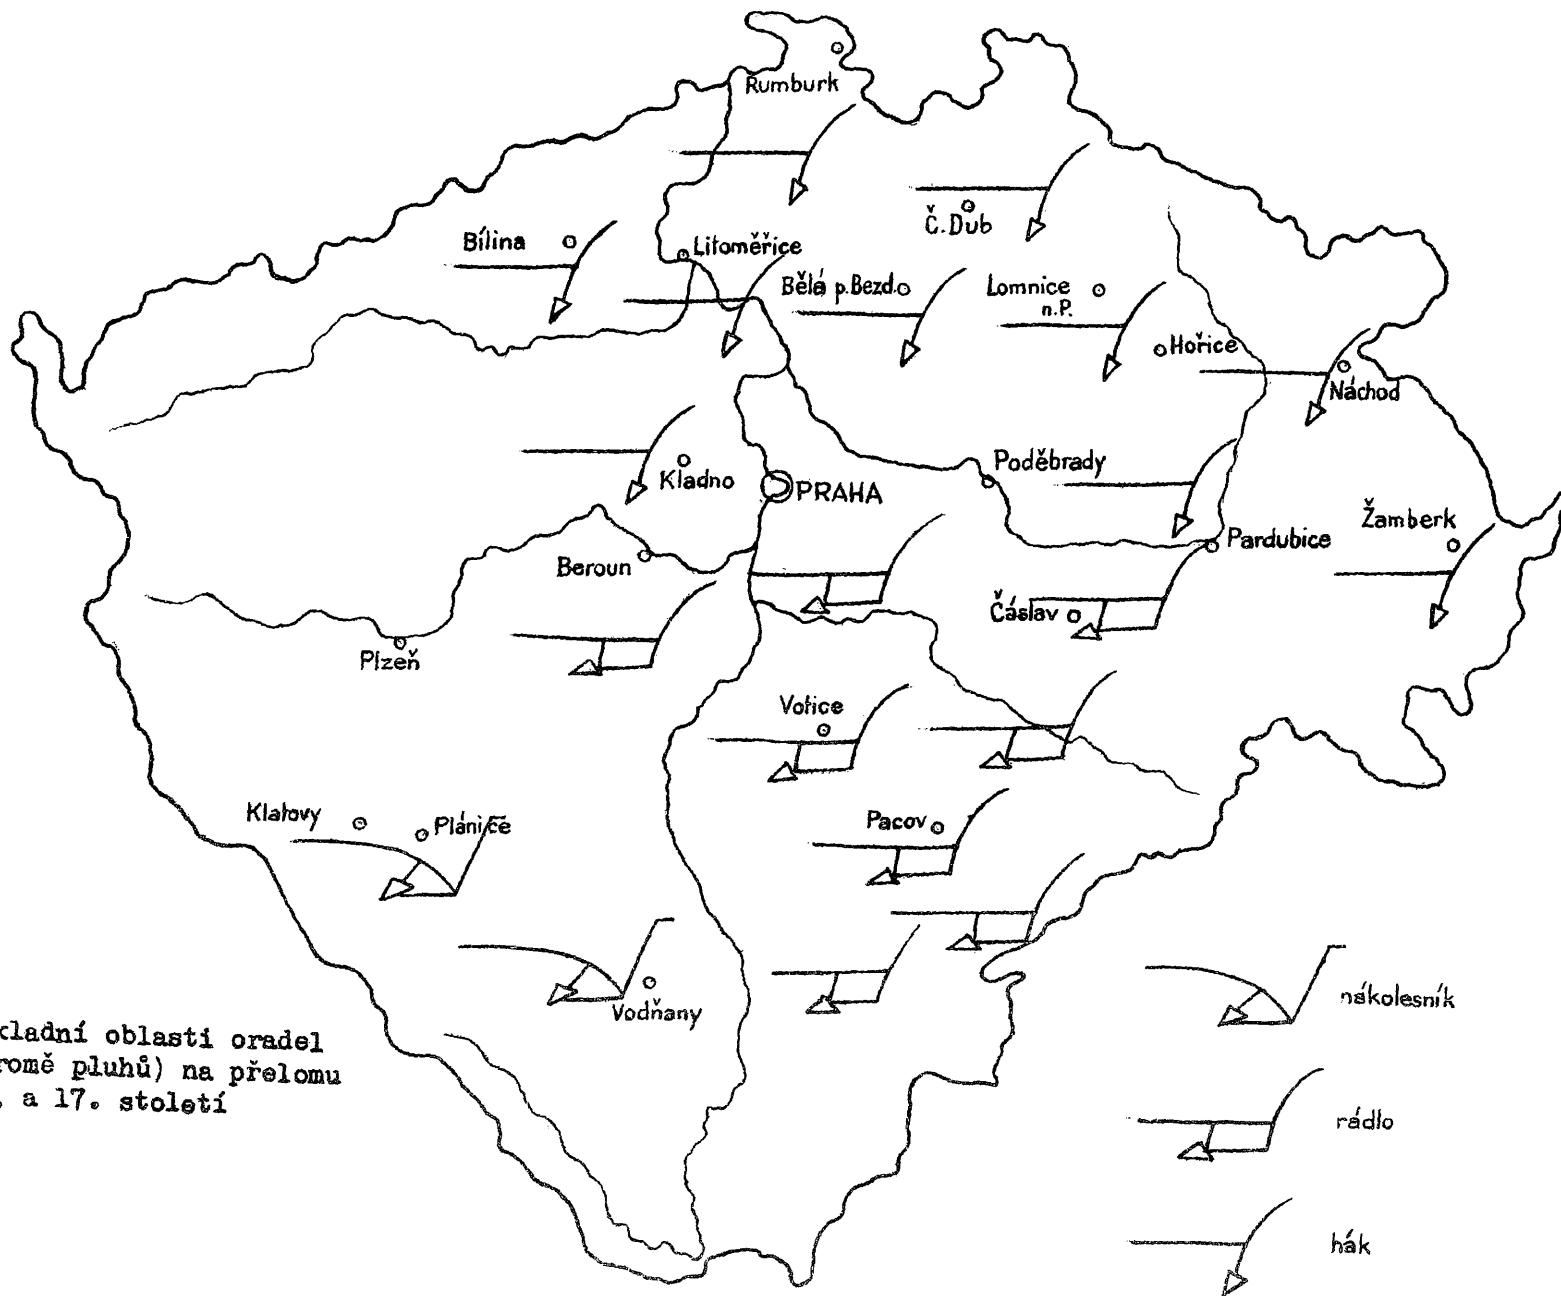 Rumburk
Č. Dub
Bílina
Litoměřice
Bělá p. Bezd.
Lomnice
n.P.
Hořice
Náchod
Kladno
PRAHA
Poděbrady
Žamberk
Pardubice
Beroun
Čáslav
Plzeň
Votice
Klatovy
Plánice
Pacov
Vodňany
nákolesník
rádlo
hák
kladní oblasti oradel
romě pluhů) na přelomu
. a 17. století